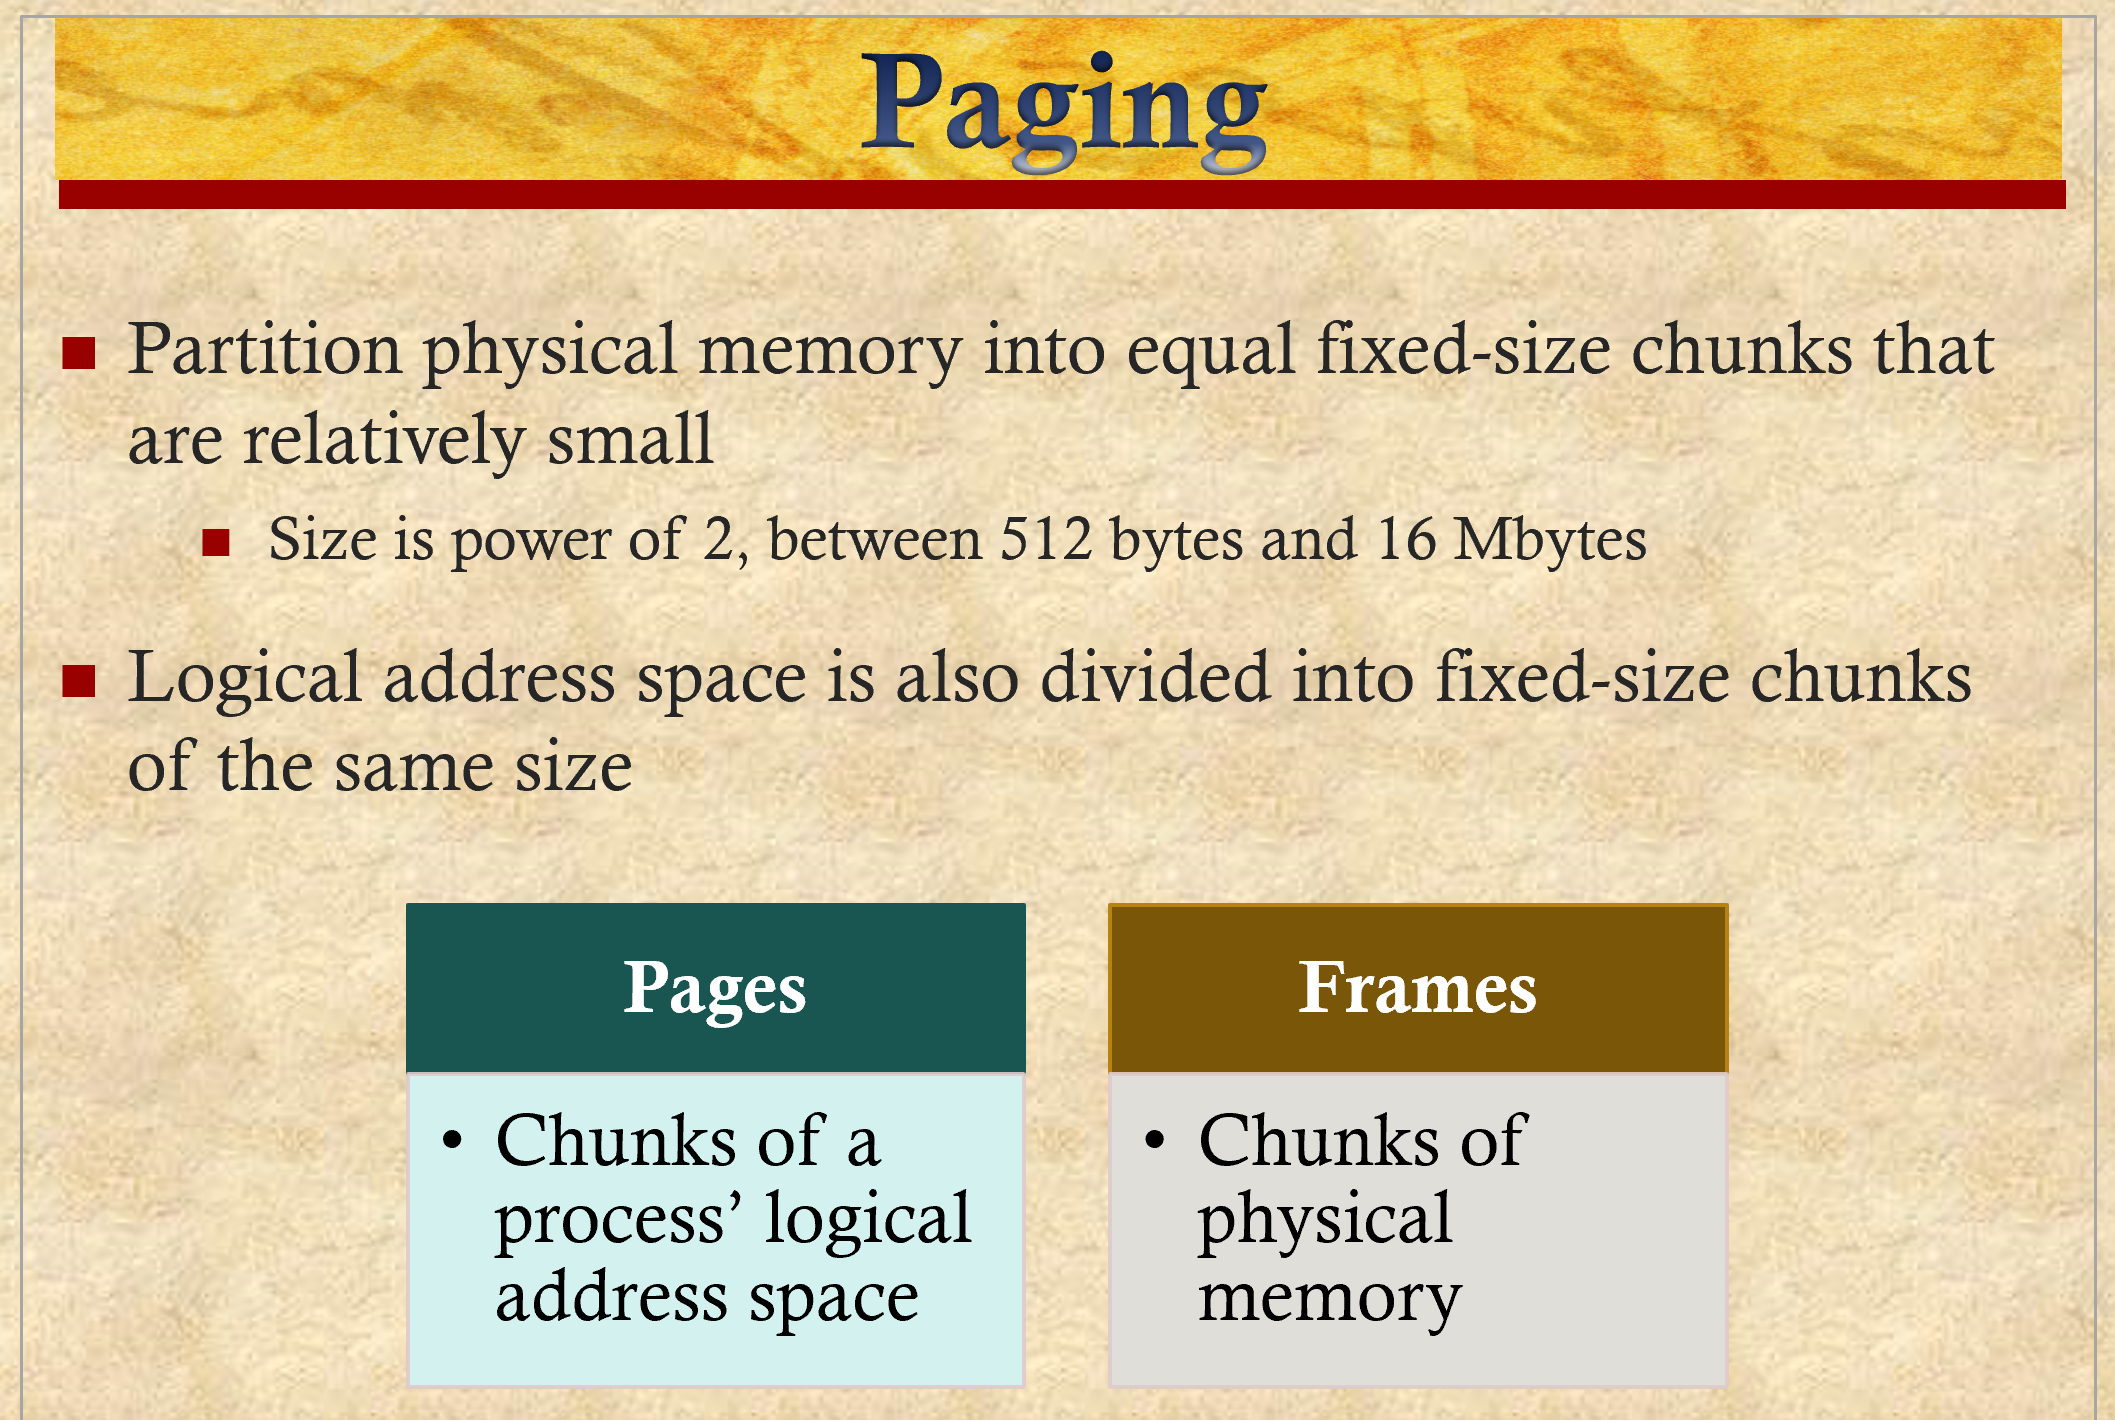 Paging
■ Partition physical memory into equal fixed-size chunks that
are relatively small
■ Size is power of 2, between 512 bytes and 16 Mbytes
■ Logical address space is also divided into fixed-size chunks
of the same size
Pages
• Chunks of a
process’ logical
address space
Frames
• Chunks of
physical
memory